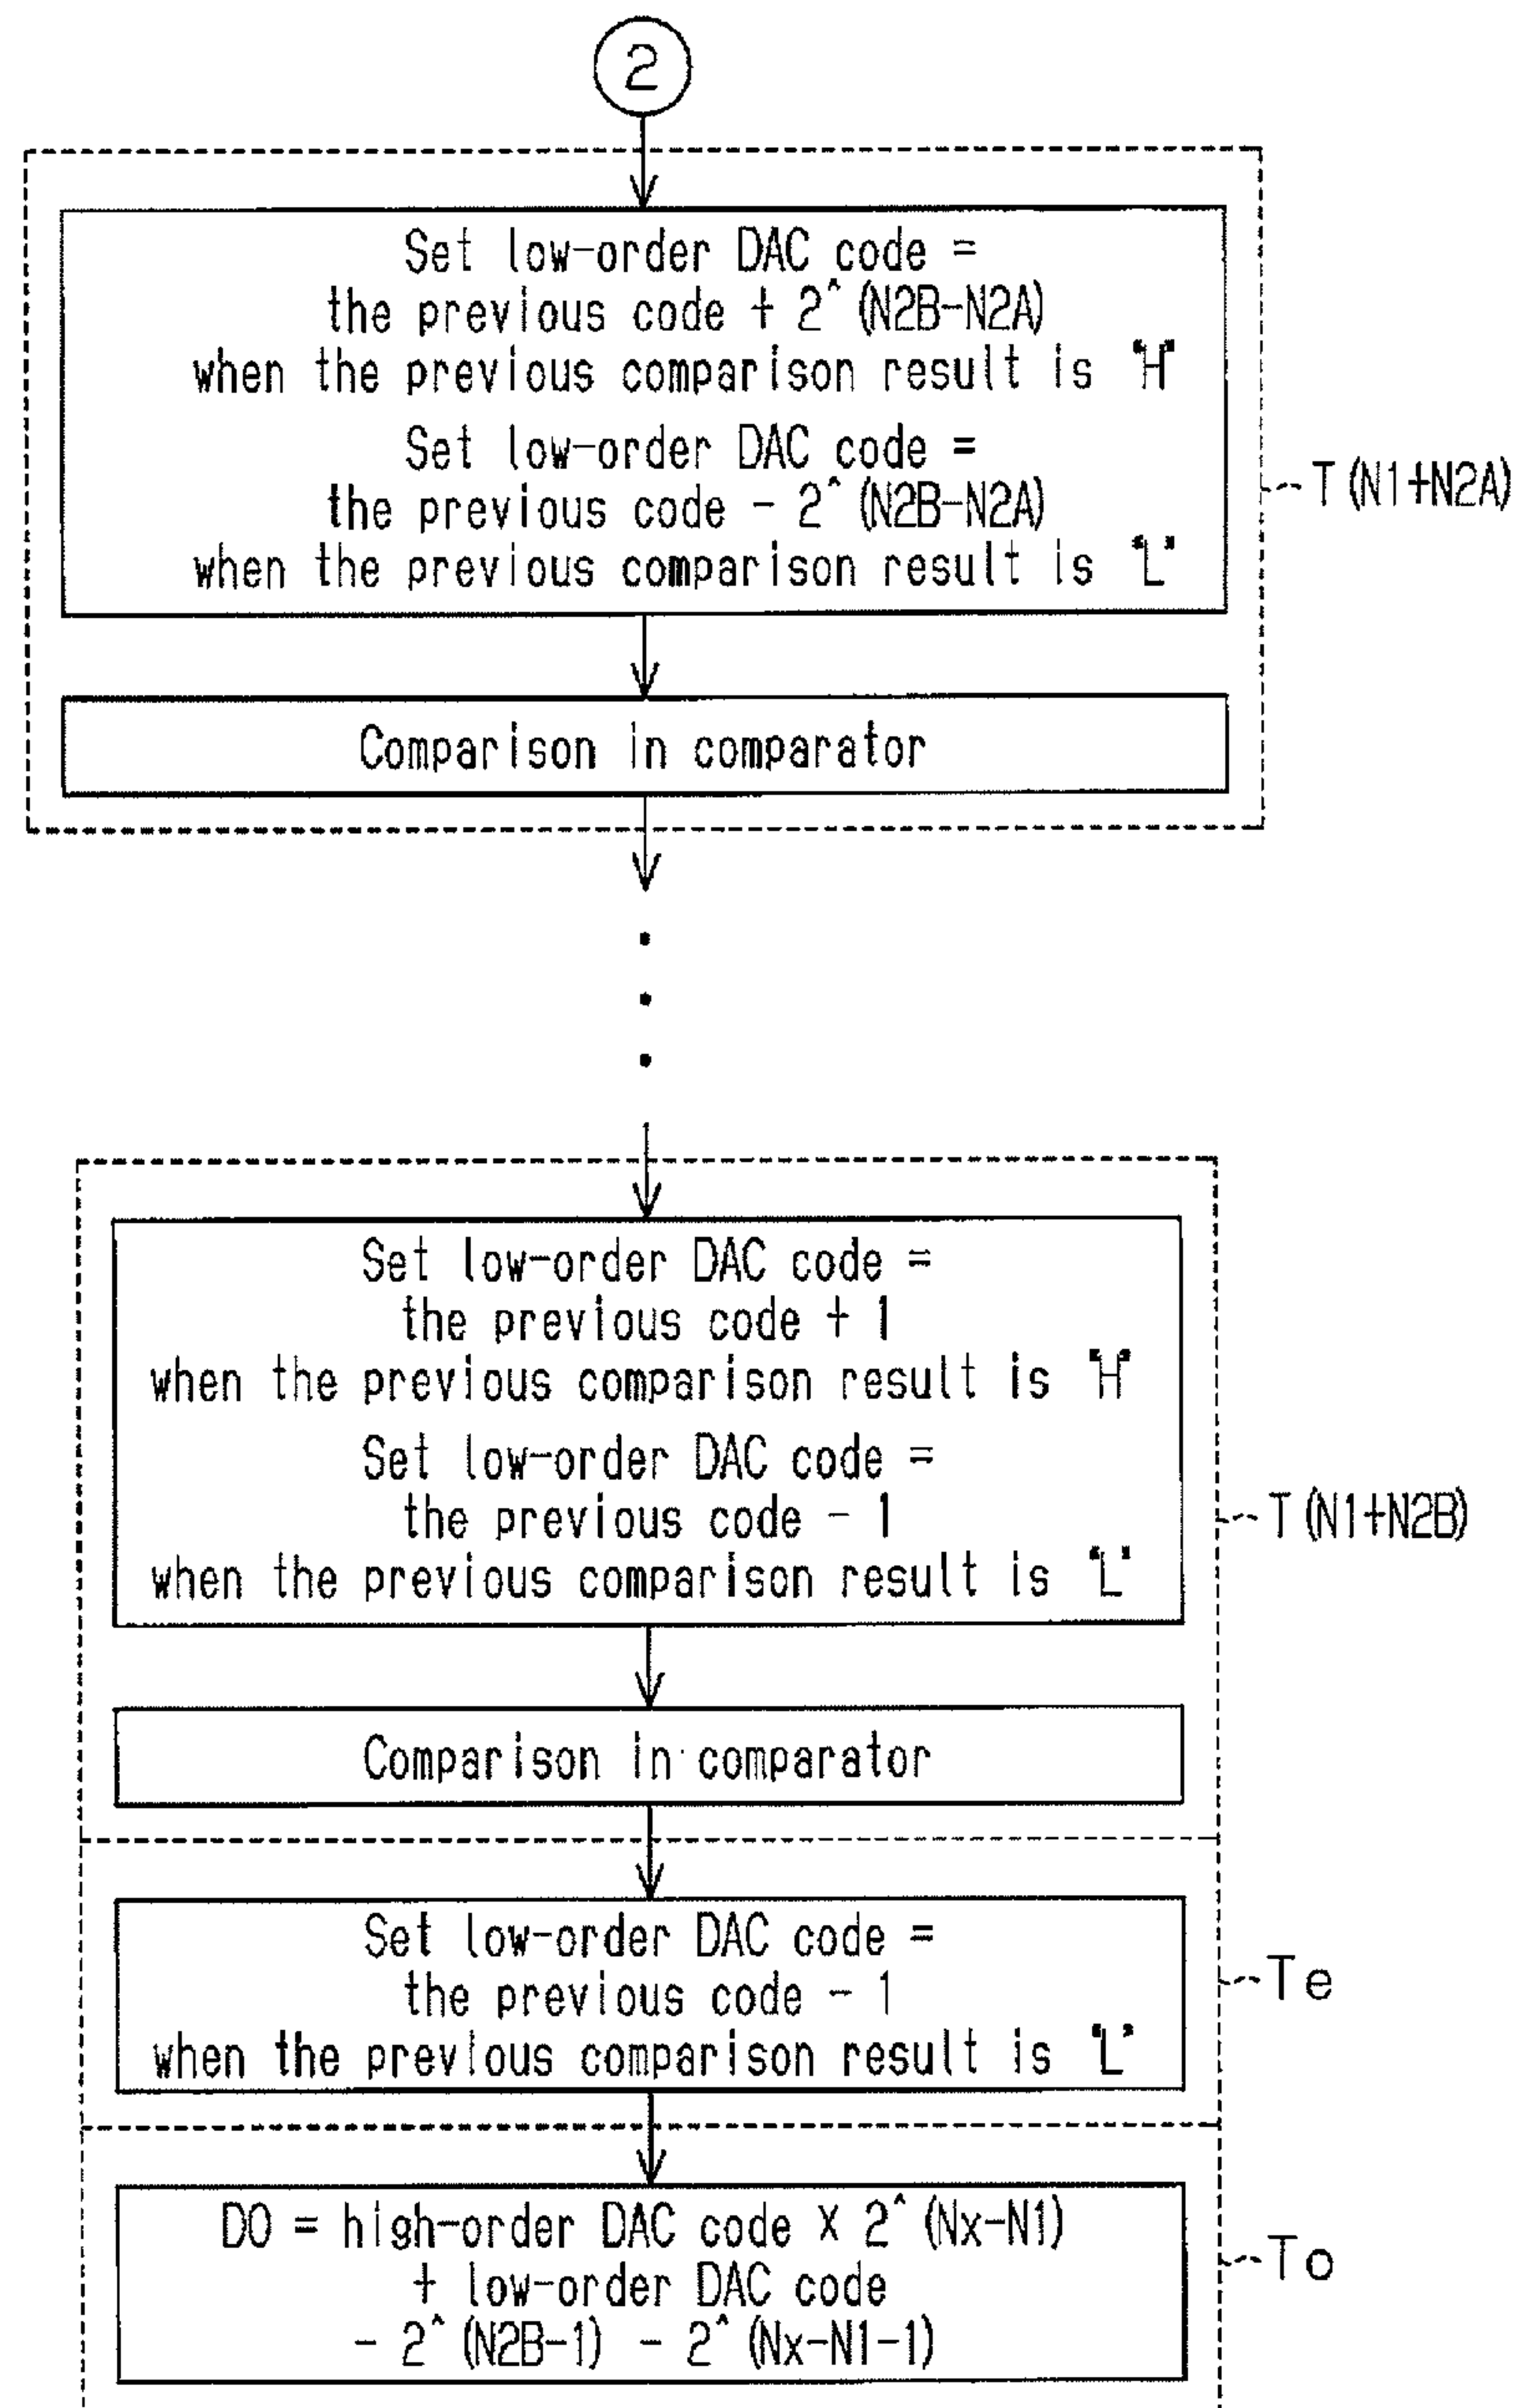 2
Set low-order DAC code =
the previous code + 2^(N2B-N2A)
when the previous comparison result is "H"
Set low-order DAC code =
the previous code - 2^(N2B-N2A)
when the previous comparison result is "L"
T(N1+N2A)
Comparison in comparator
Set low-order DAC code =
the previous code + 1
when the previous comparison result is "H"
Set low-order DAC code =
the previous code - 1
when the previous comparison result is "L"
T(N1+N2B)
Comparison in comparator
Set low-order DAC code =
the previous code - 1
when the previous comparison result is "L"
Te
DO = high-order DAC code X 2^(Nx-N1)
+ low-order DAC code
- 2^(N2B-1) - 2^(Nx-N1-1)
To